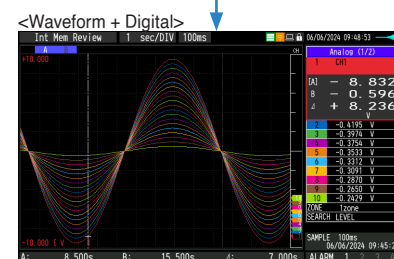 <Waveform + Digital>
Int Mem Review 1 sec/DIV 100ms 06/06/2024 09:48:53
A CH Analog (1/2)
+10.000 1 CH1
[A] - 8.832
B - 0.596
⊿ + 8.236
V
2 -0.4195 V
3 -0.3974 V
4 -0.3754 V
5 -0.3533 V
6 -0.3312 V
7 -0.3091 V
8 -0.2870 V
9 -0.2650 V
10 -0.2429 V
ZONE 1zone
SEARCH LEVEL
-10.000 [ V ] SAMPLE 100ms
06/06/2024 09:45:2
A: 8.500s B: 15.500s ⊿: 7.000s ALARM 1 2 3